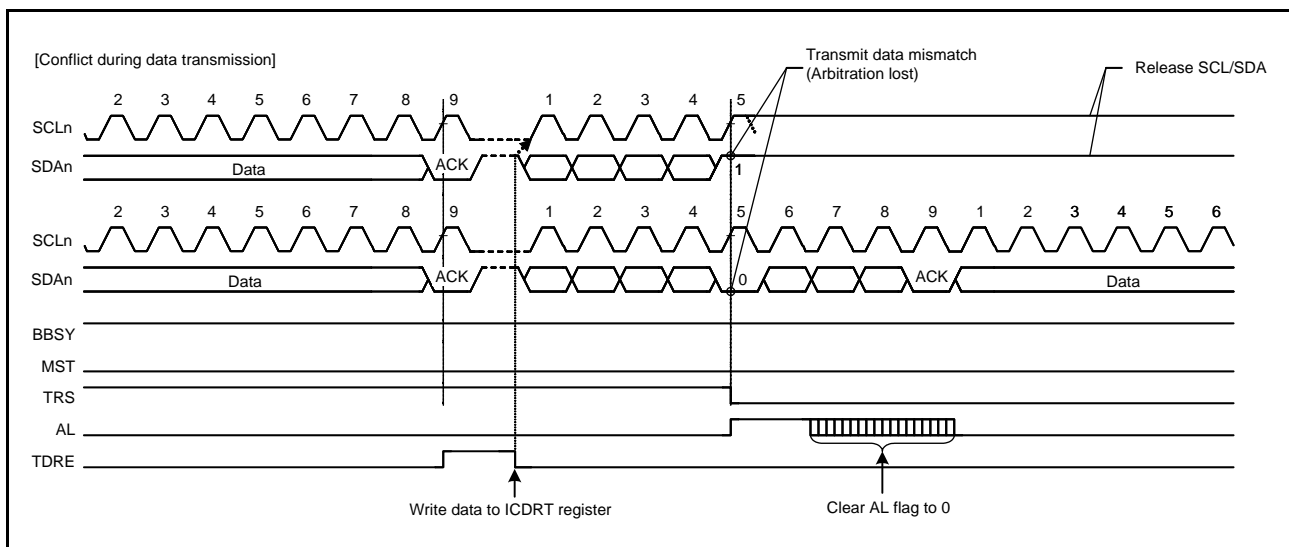 [Conflict during data transmission]
Transmit data mismatch
(Arbitration lost)
Release SCL/SDA
2 3 4 5 6 7 8 9 1 2 3 4 5
SCLn
SDAn Data ACK 1
2 3 4 5 6 7 8 9 1 2 3 4 5 6 7 8 9 1 2 3 4 5 6
SCLn
SDAn Data ACK 0 ACK Data
BBSY
MST
TRS
AL
TDRE
Write data to ICDRT register
Clear AL flag to 0